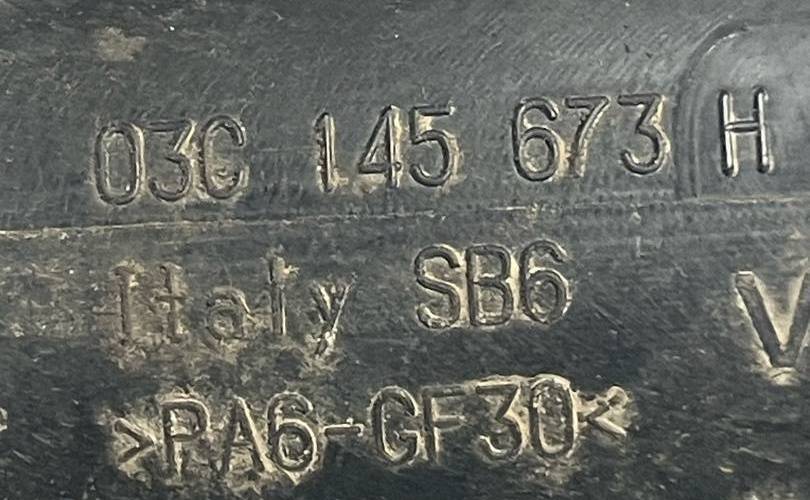 03C 145 673 H
Italy SB6
V
>PA6-GF30<